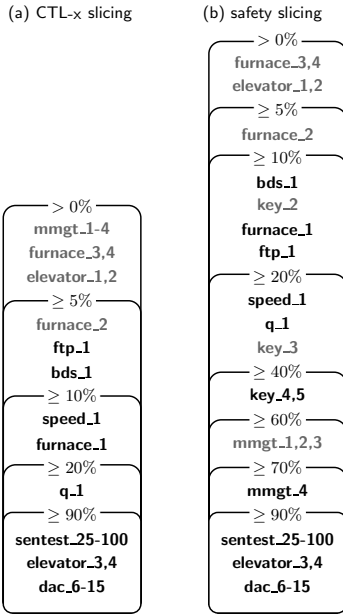 (a) CTL-x slicing
> 0%
mmgt_1-4
furnace_3,4
elevator_1,2
≥ 5%
furnace_2
ftp_1
bds_1
≥ 10%
speed_1
furnace_1
≥ 20%
q_1
≥ 90%
sentest_25-100
elevator_3,4
dac_6-15
(b) safety slicing
> 0%
furnace_3,4
elevator_1,2
≥ 5%
furnace_2
≥ 10%
bds_1
key_2
furnace_1
ftp_1
≥ 20%
speed_1
q_1
key_3
≥ 40%
key_4,5
≥ 60%
mmgt_1,2,3
≥ 70%
mmgt_4
≥ 90%
sentest_25-100
elevator_3,4
dac_6-15